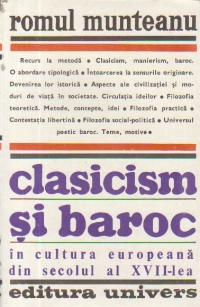 romul munteanu
Recurs la metodă • Clasicism, manierism, baroc.
O abordare tipologică • Întoarcerea la sensurile originare.
Devenirea lor istorică • Aspecte ale civilizației și mo-
duri de viață în societate. Circulația ideilor • Filozofia
teoretică. Metode, concepte, idei • Filozofia practică •
Contestația libertină • Filozofia social-politică • Universul
poetic baroc. Teme, motive •
clasicism
și baroc
în cultura europeană
din secolul al XVII-lea
editura univers